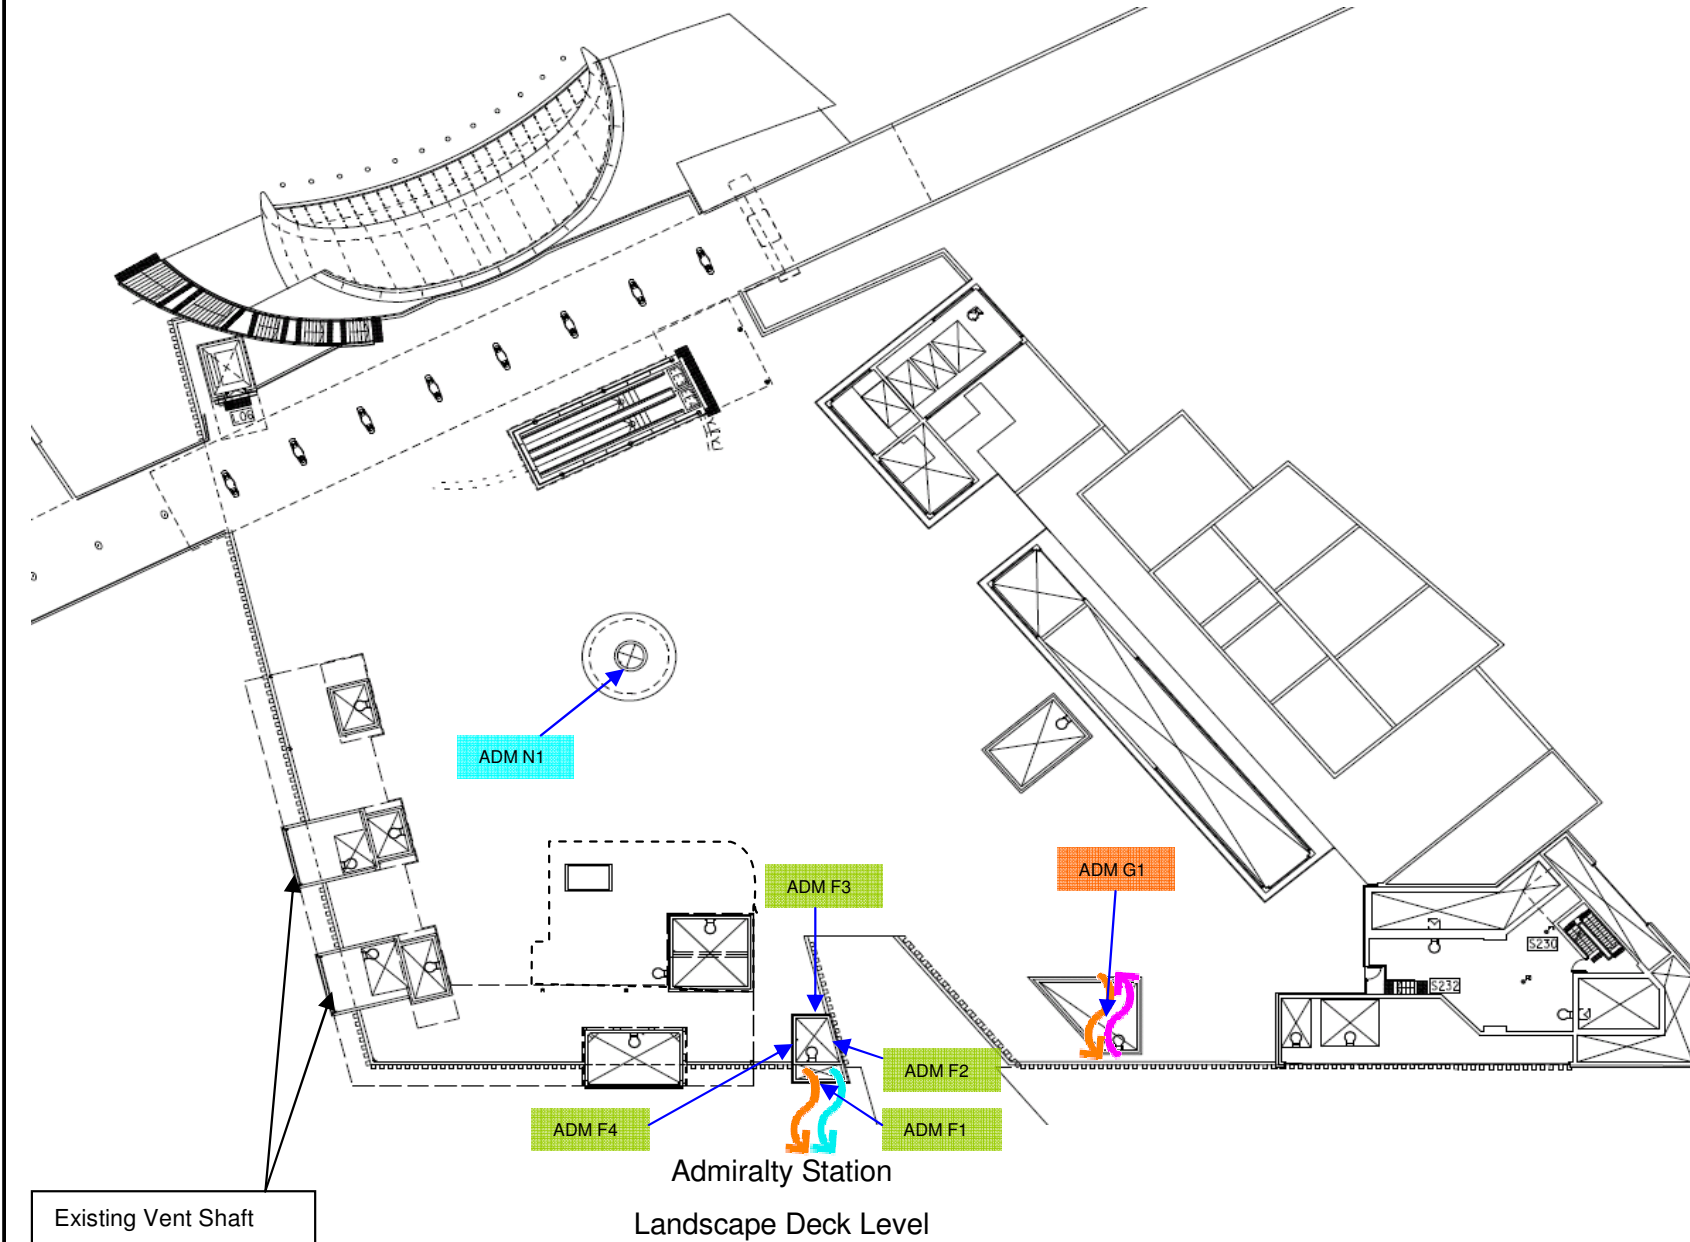 L06
ADM N1
ADM F3
ADM G1
S230
S232
ADM F2
ADM F4
ADM F1
Admiralty Station
Existing Vent Shaft
Landscape Deck Level